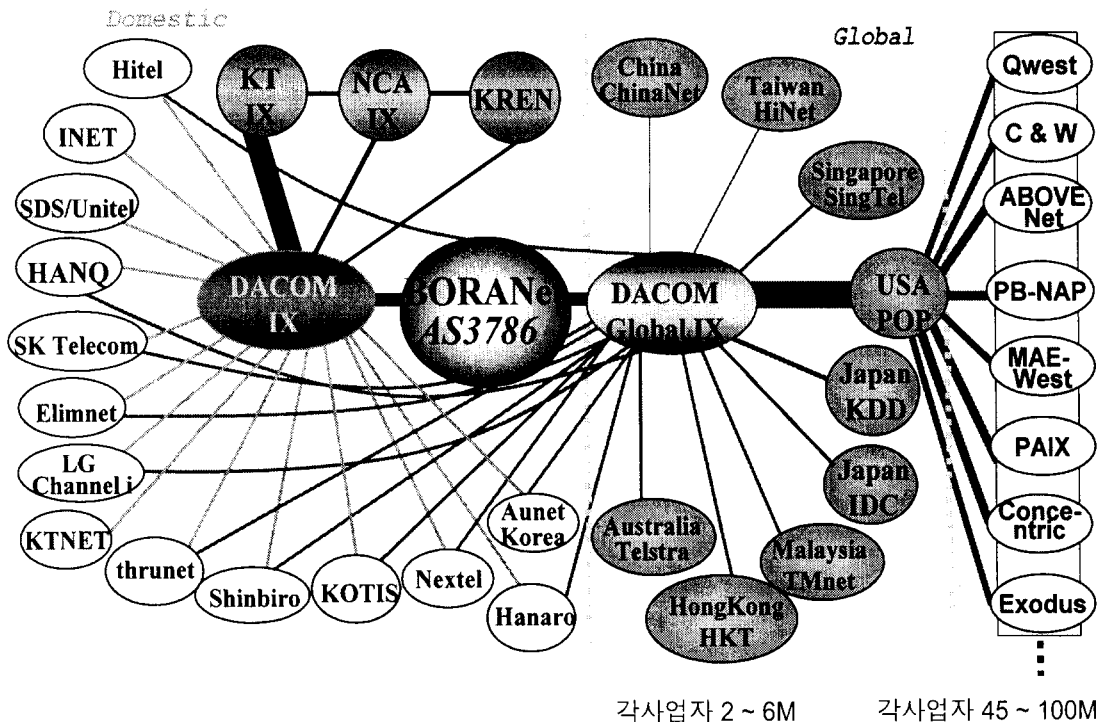 Domestic
Global
Hitel
KT
IX
NCA
IX
KREN
China
ChinaNet
Taiwan
HiNet
Qwest
INET
C & W
SDS/Unitel
Singapore
SingTel
ABOVE
Net
HANQ
DACOM
IX
BORANet
AS3786
DACOM
Global IX
USA
POP
PB-NAP
SK Telecom
MAE-
West
Elimnet
Japan
KDD
PAIX
LG
Channel i
Japan
IDC
KTNET
Aunet
Korea
Australia
Telstra
Conce-
ntric
thrunet
Shinbiro
KOTIS
Nextel
Hanaro
Malaysia
TMnet
HongKong
HKT
Exodus
각사업자 2 ~ 6M
각사업자 45 ~ 100M